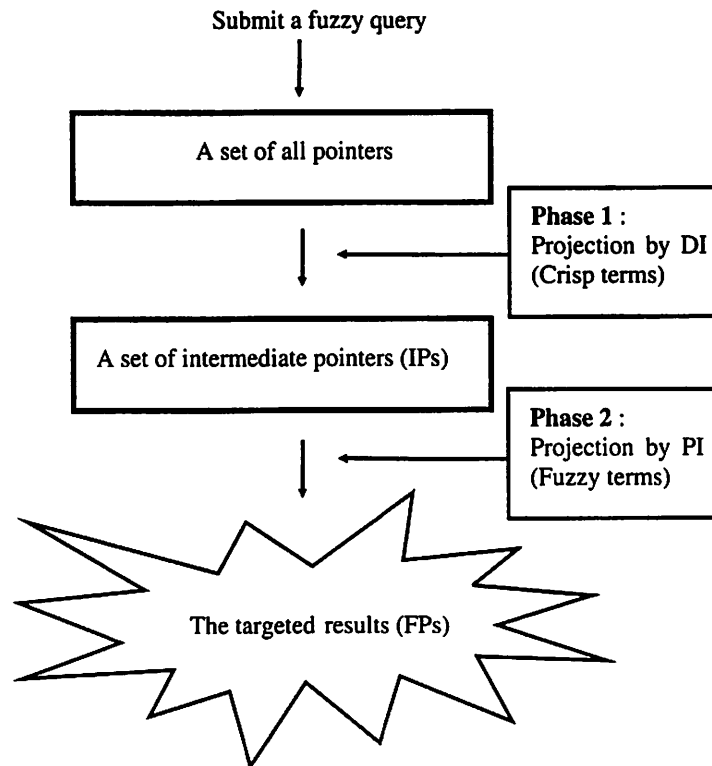 Submit a fuzzy query
A set of all pointers
Phase 1 :
Projection by DI
(Crisp terms)
A set of intermediate pointers (IPs)
Phase 2 :
Projection by PI
(Fuzzy terms)
The targeted results (FPs)